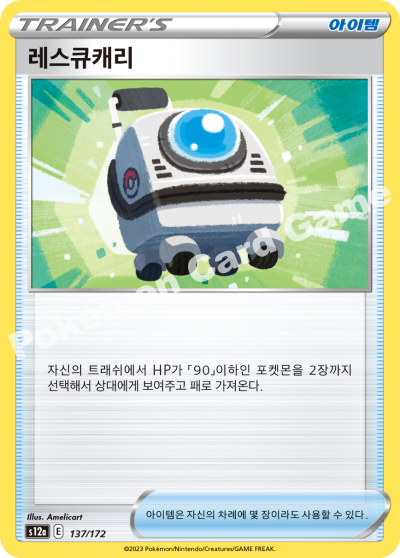 TRAINER'S
아이템
레스큐캐리
Pokémon Card Game
자신의 트래쉬에서 HP가 「90」이하인 포켓몬을 2장까지
선택해서 상대에게 보여주고 패로 가져온다.
Illus. Amelicart
s12a E 137/172
아이템은 자신의 차례에 몇 장이라도 사용할 수 있다.
©2023 Pokémon/Nintendo/Creatures/GAME FREAK.